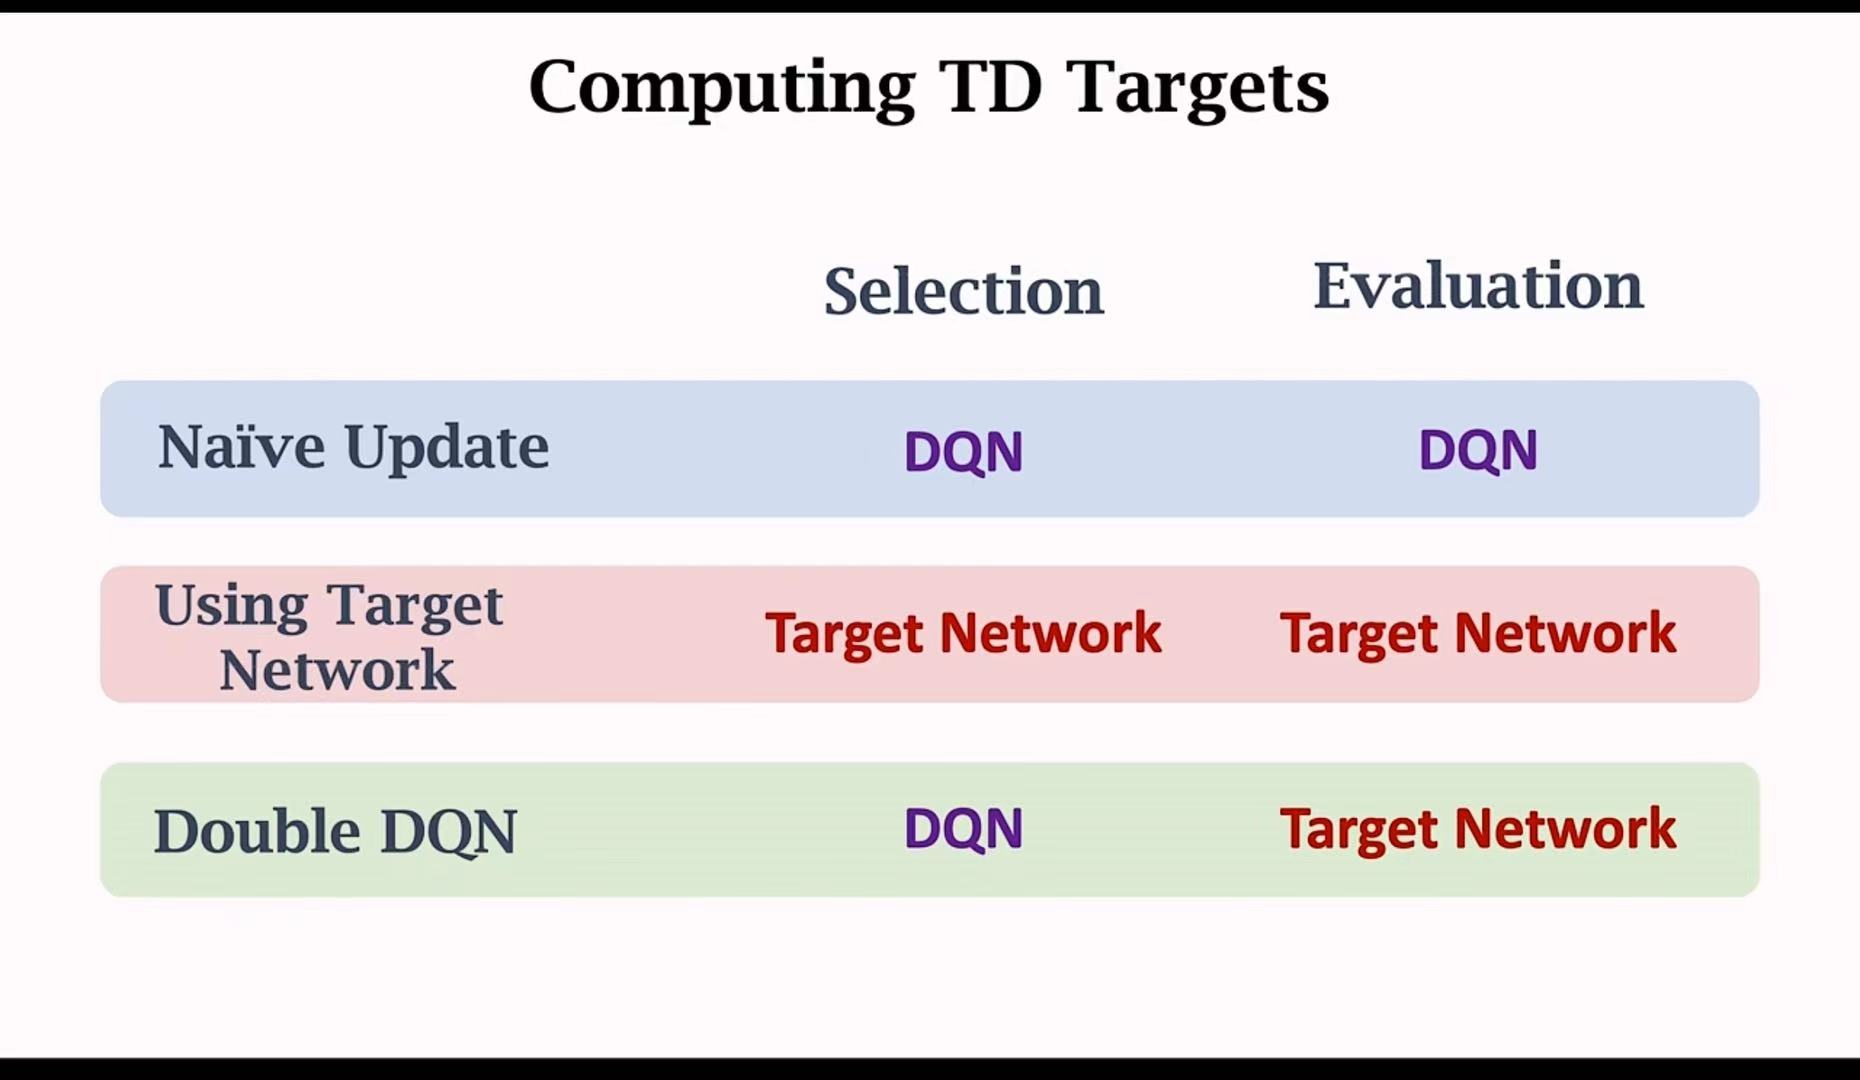 Computing TD Targets
Selection Evaluation
Naïve Update DQN DQN
Using Target
Network Target Network Target Network
Double DQN DQN Target Network